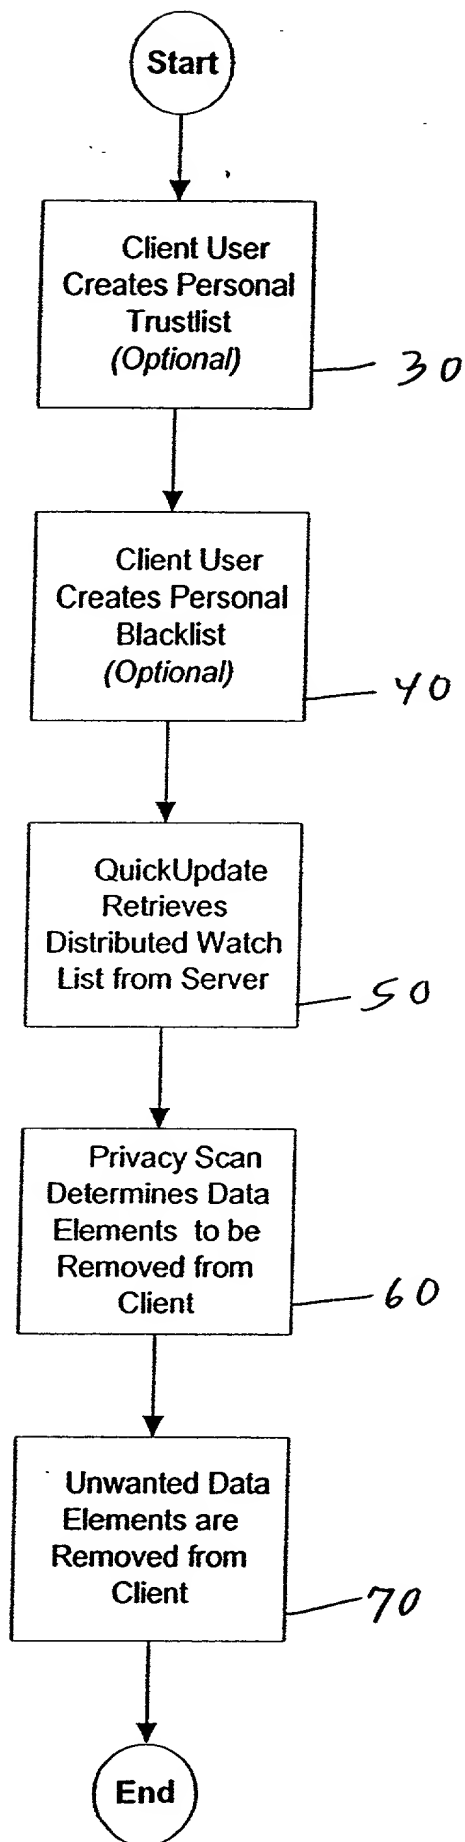 Start
Client User
Creates Personal
Trustlist
(Optional)
30
Client User
Creates Personal
Blacklist
(Optional)
40
QuickUpdate
Retrieves
Distributed Watch
List from Server
50
Privacy Scan
Determines Data
Elements to be
Removed from
Client
60
Unwanted Data
Elements are
Removed from
Client
70
End